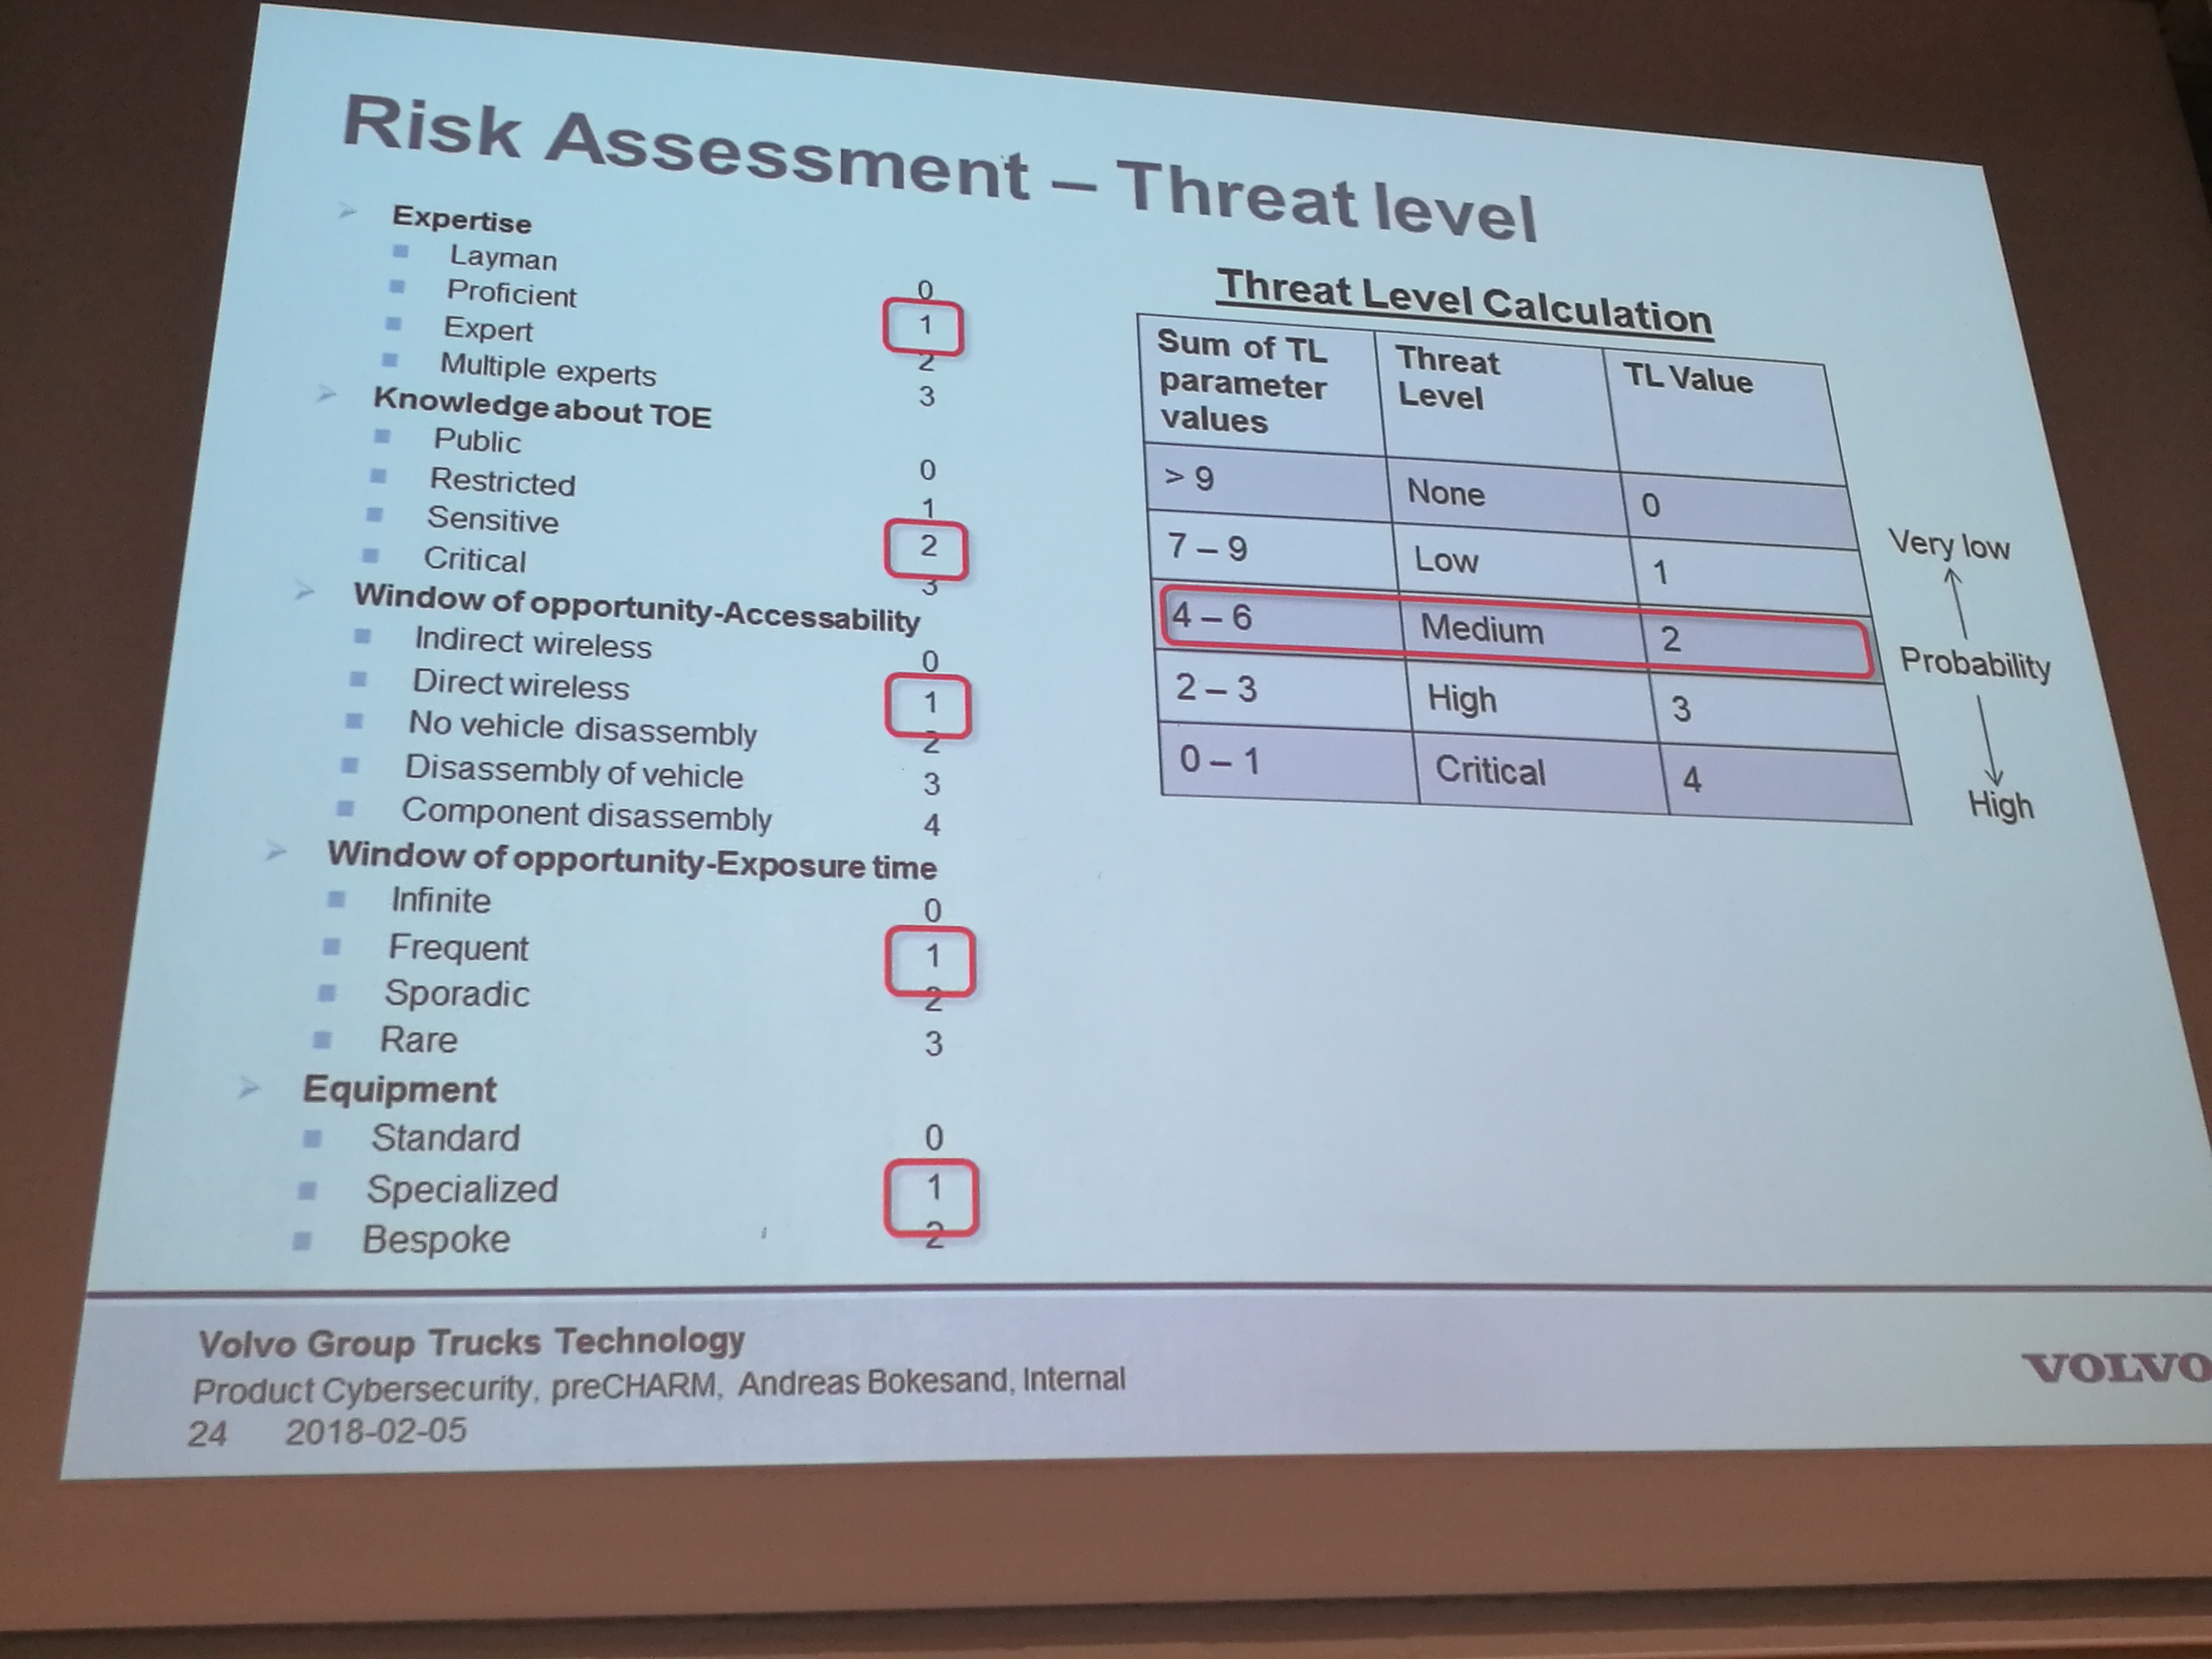 Risk Assessment – Threat level
Expertise
Layman 0
Proficient 1
Expert 2
Multiple experts 3
Knowledge about TOE
Public 0
Restricted 1
Sensitive 2
Critical 3
Window of opportunity-Accessability
Indirect wireless 0
Direct wireless 1
No vehicle disassembly 2
Disassembly of vehicle 3
Component disassembly 4
Window of opportunity-Exposure time
Infinite 0
Frequent 1
Sporadic 2
Rare 3
Equipment
Standard 0
Specialized 1
Bespoke 2
Threat Level Calculation
Sum of TL parameter values Threat Level TL Value
> 9 None 0
7 – 9 Low 1
4 – 6 Medium 2
2 – 3 High 3
0 – 1 Critical 4
Very low
Probability
High
Volvo Group Trucks Technology
Product Cybersecurity, preCHARM, Andreas Bokesand, Internal
24 2018-02-05
VOLVO